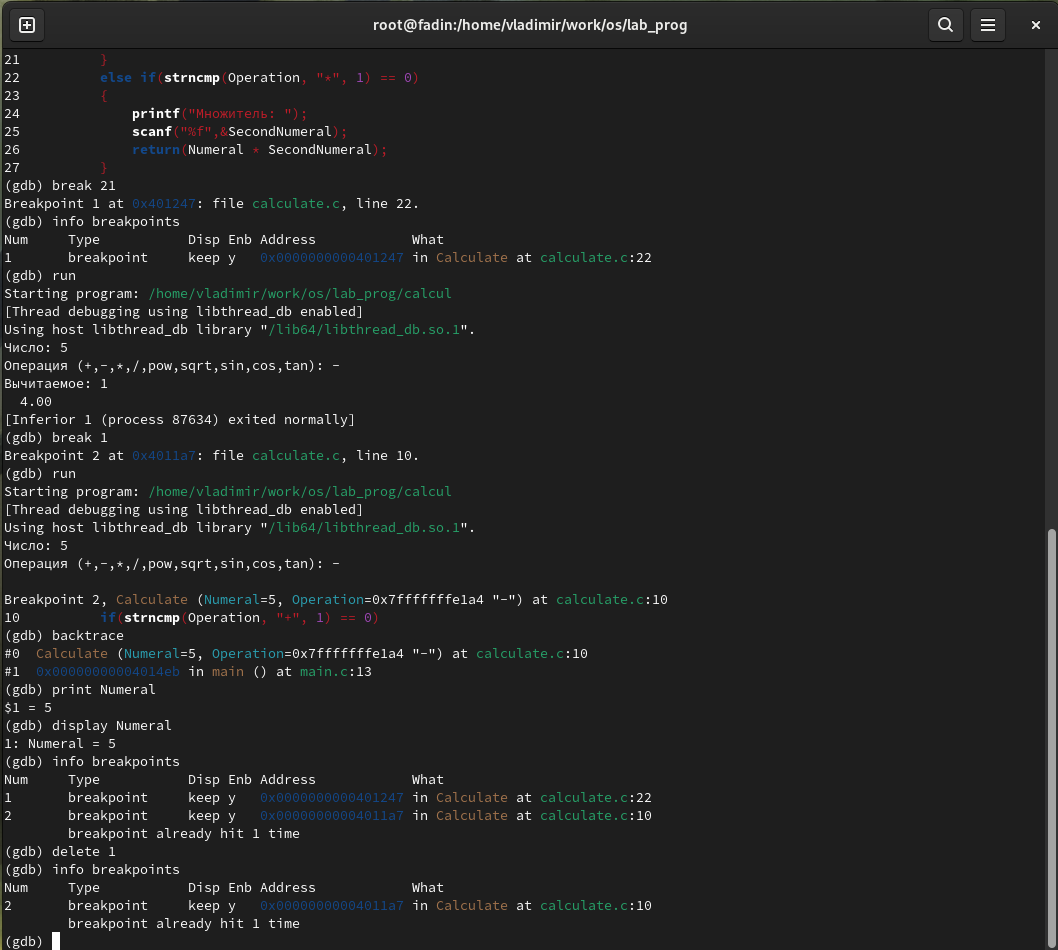 root@fadin:/home/vladimir/work/os/lab_prog
21          }
22          else if(strncmp(Operation, "*", 1) == 0)
23          {
24              printf("Множитель: ");
25              scanf("%f",&SecondNumeral);
26              return(Numeral * SecondNumeral);
27          }
(gdb) break 21
Breakpoint 1 at 0x401247: file calculate.c, line 22.
(gdb) info breakpoints
Num     Type           Disp Enb Address            What
1       breakpoint     keep y   0x0000000000401247 in Calculate at calculate.c:22
(gdb) run
Starting program: /home/vladimir/work/os/lab_prog/calcul
[Thread debugging using libthread_db enabled]
Using host libthread_db library "/lib64/libthread_db.so.1".
Число: 5
Операция (+,-,*,/,pow,sqrt,sin,cos,tan): -
Вычитаемое: 1
  4.00
[Inferior 1 (process 87634) exited normally]
(gdb) break 1
Breakpoint 2 at 0x4011a7: file calculate.c, line 10.
(gdb) run
Starting program: /home/vladimir/work/os/lab_prog/calcul
[Thread debugging using libthread_db enabled]
Using host libthread_db library "/lib64/libthread_db.so.1".
Число: 5
Операция (+,-,*,/,pow,sqrt,sin,cos,tan): -
Breakpoint 2, Calculate (Numeral=5, Operation=0x7fffffffe1a4 "-") at calculate.c:10
10          if(strncmp(Operation, "+", 1) == 0)
(gdb) backtrace
#0  Calculate (Numeral=5, Operation=0x7fffffffe1a4 "-") at calculate.c:10
#1  0x00000000004014eb in main () at main.c:13
(gdb) print Numeral
$1 = 5
(gdb) display Numeral
1: Numeral = 5
(gdb) info breakpoints
Num     Type           Disp Enb Address            What
1       breakpoint     keep y   0x0000000000401247 in Calculate at calculate.c:22
2       breakpoint     keep y   0x00000000004011a7 in Calculate at calculate.c:10
        breakpoint already hit 1 time
(gdb) delete 1
(gdb) info breakpoints
Num     Type           Disp Enb Address            What
2       breakpoint     keep y   0x00000000004011a7 in Calculate at calculate.c:10
        breakpoint already hit 1 time
(gdb)